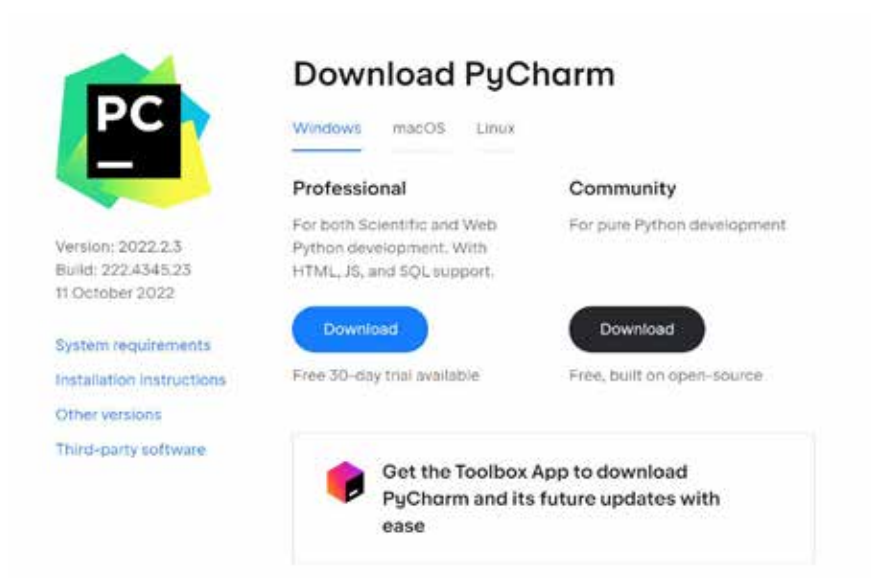 PC
Version: 2022.2.3
Build: 222.4345.23
11 October 2022
System requirements
Installation instructions
Other versions
Third-party software
Download PyCharm
Windows macOS Linux
Professional
For both Scientific and Web
Python development. With
HTML, JS, and SQL support.
Download
Free 30-day trial available
Community
For pure Python development
Download
Free, built on open-source
Get the Toolbox App to download
PyCharm and its future updates with
ease